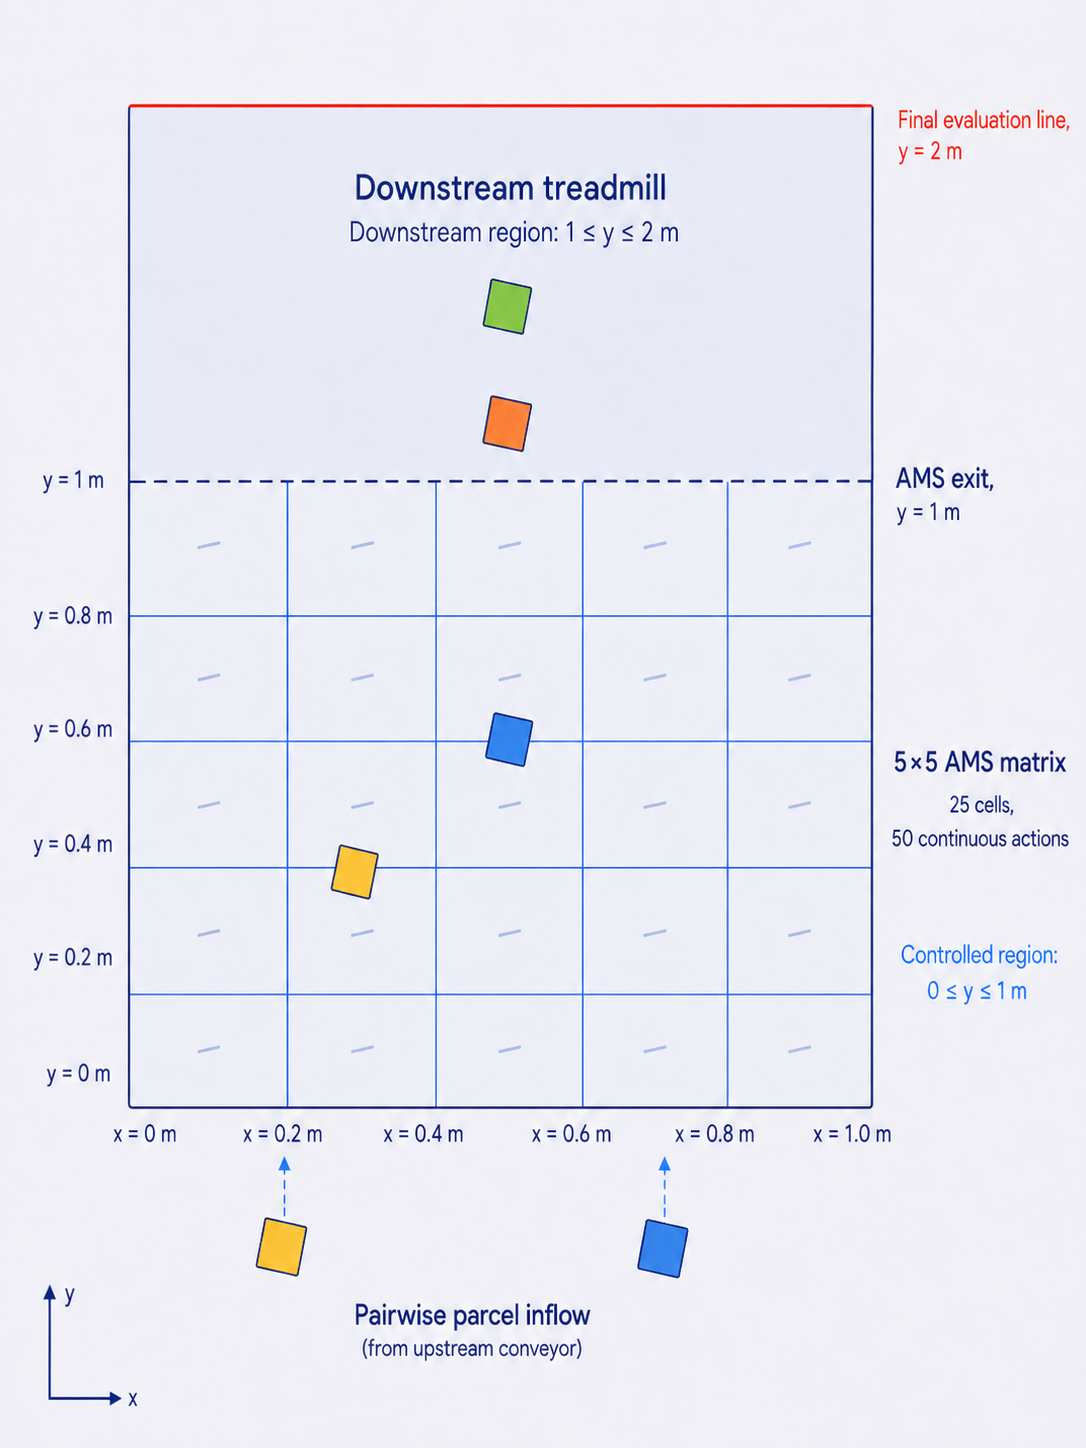 Final evaluation line,
y = 2 m
Downstream treadmill
Downstream region: 1 ≤ y ≤ 2 m
y = 1 m
AMS exit,
y = 1 m
y = 0.8 m
y = 0.6 m
5×5 AMS matrix
25 cells,
50 continuous actions
y = 0.4 m
y = 0.2 m
Controlled region:
0 ≤ y ≤ 1 m
y = 0 m
x = 0 m
x = 0.2 m
x = 0.4 m
x = 0.6 m
x = 0.8 m
x = 1.0 m
Pairwise parcel inflow
(from upstream conveyor)
y
x